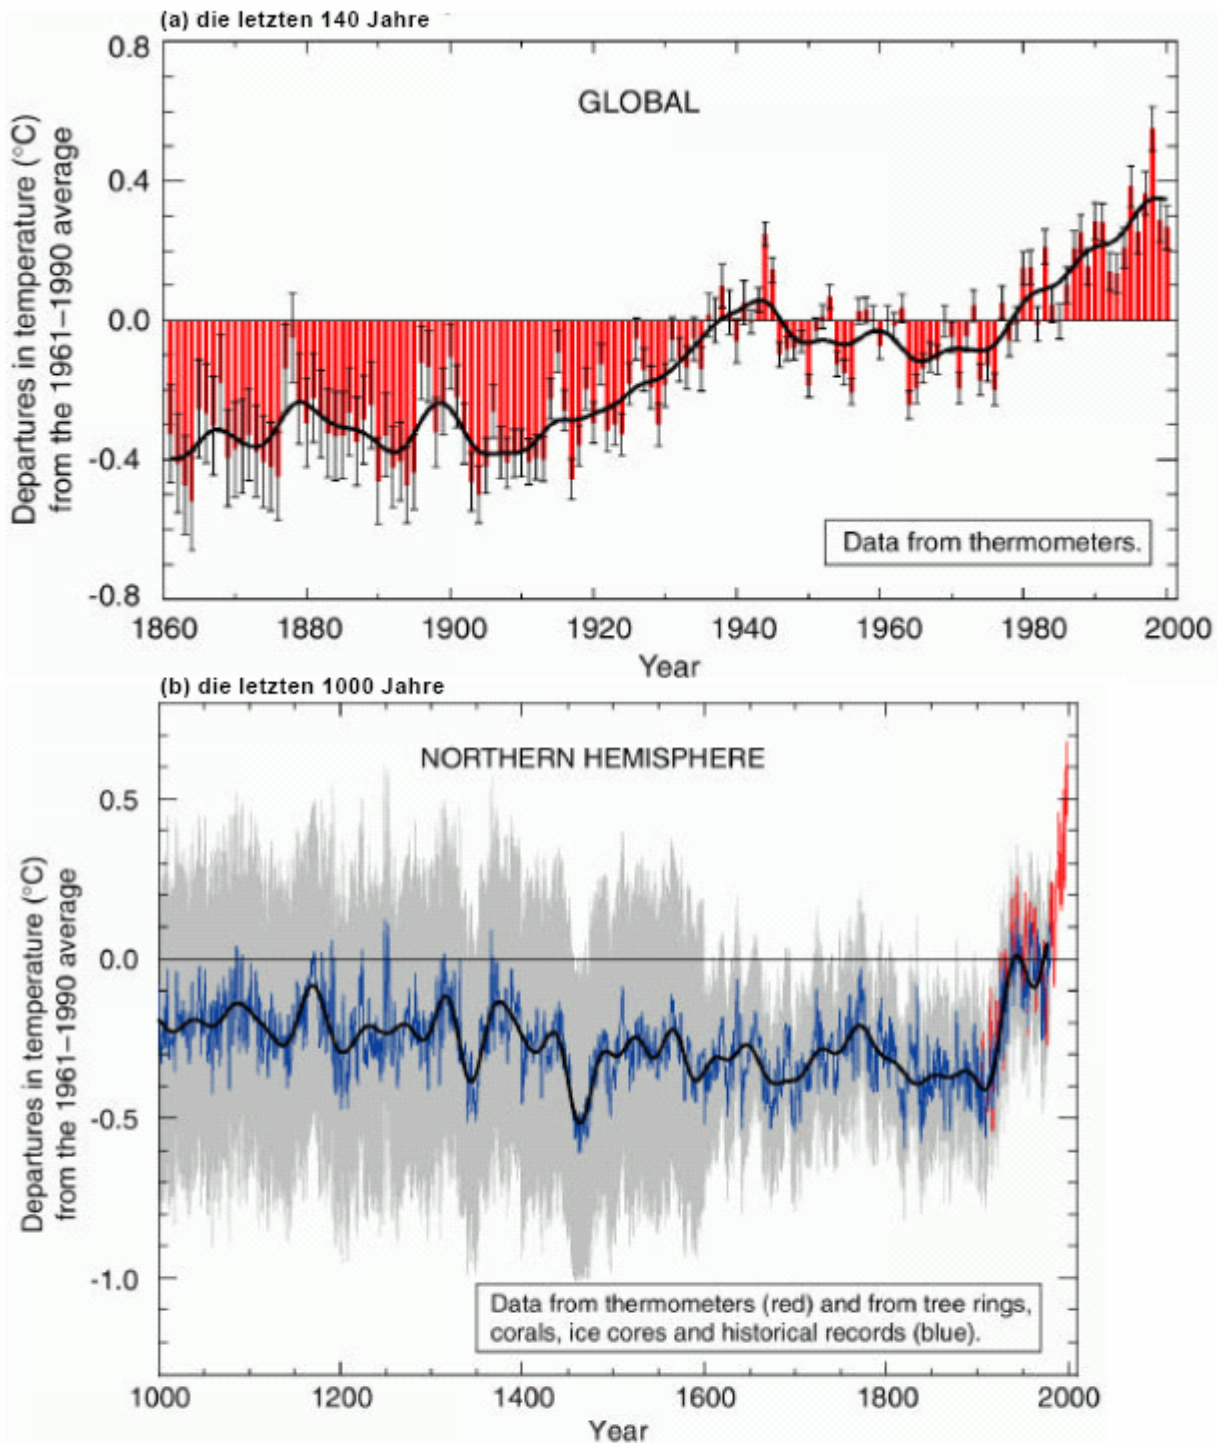 (a) die letzten 140 Jahre
0.8
GLOBAL
0.4
0.0
-0.4
-0.8
Departures in temperature (°C)
from the 1961–1990 average
Data from thermometers.
1860 1880 1900 1920 1940 1960 1980 2000
Year
(b) die letzten 1000 Jahre
NORTHERN HEMISPHERE
0.5
0.0
-0.5
-1.0
Departures in temperature (°C)
from the 1961–1990 average
Data from thermometers (red) and from tree rings,
corals, ice cores and historical records (blue).
1000 1200 1400 1600 1800 2000
Year